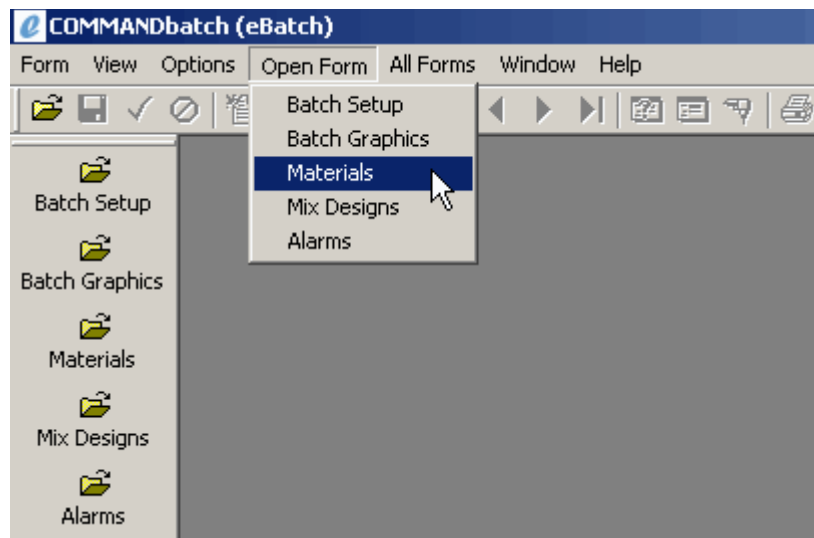 COMMANDbatch (eBatch)
Form View Options Open Form All Forms Window Help
Batch Setup
Batch Graphics
Materials
Mix Designs
Alarms
Batch Setup
Batch Graphics
Materials
Mix Designs
Alarms